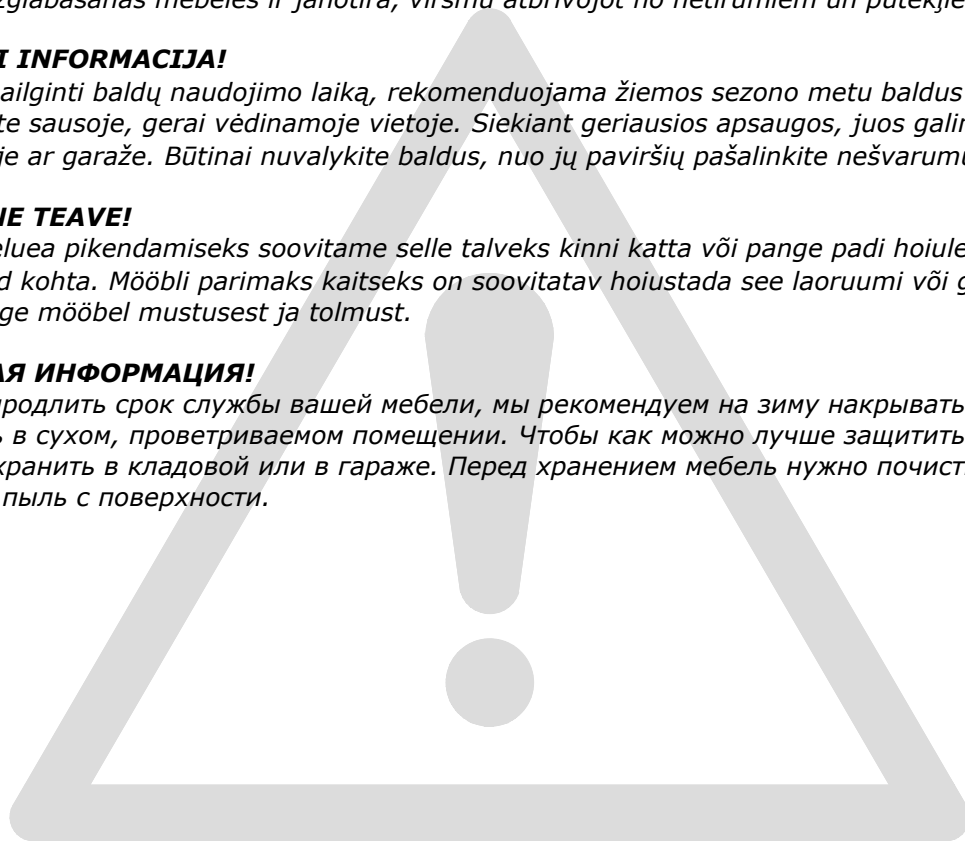 zglabāšanas mēbeles ir jānotīra, virsmu atbrīvojot no netīrumiem un putekļie
I INFORMACIJA!
ailginti baldų naudojimo laiką, rekomenduojama žiemos sezono metu baldus
te sausoje, gerai vėdinamoje vietoje. Siekiant geriausios apsaugos, juos galim
je ar garaže. Būtinai nuvalykite baldus, nuo jų paviršių pašalinkite nešvarumu
NE TEAVE!
eluea pikendamiseks soovitame selle talveks kinni katta või pange padi hoiule
d kohta. Mööbli parimaks kaitseks on soovitatav hoiustada see laoruumi või g
ge mööbel mustusest ja tolmust.
АЯ ИНФОРМАЦИЯ!
продлить срок службы вашей мебели, мы рекомендуем на зиму накрывать
ь в сухом, проветриваемом помещении. Чтобы как можно лучше защитить
хранить в кладовой или в гараже. Перед хранением мебель нужно почист
пыль с поверхности.